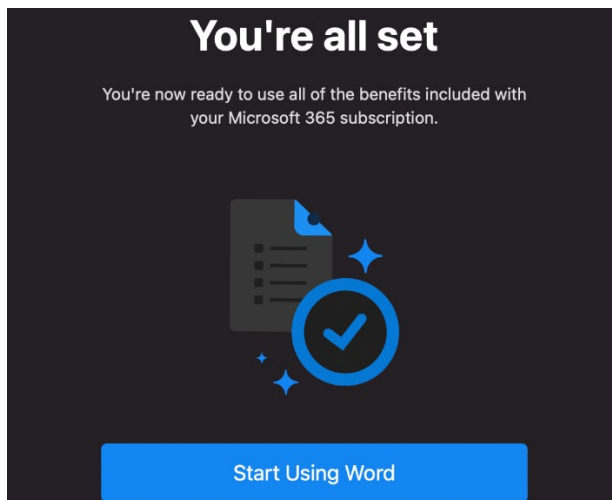 You're all set
You're now ready to use all of the benefits included with
your Microsoft 365 subscription.
Start Using Word